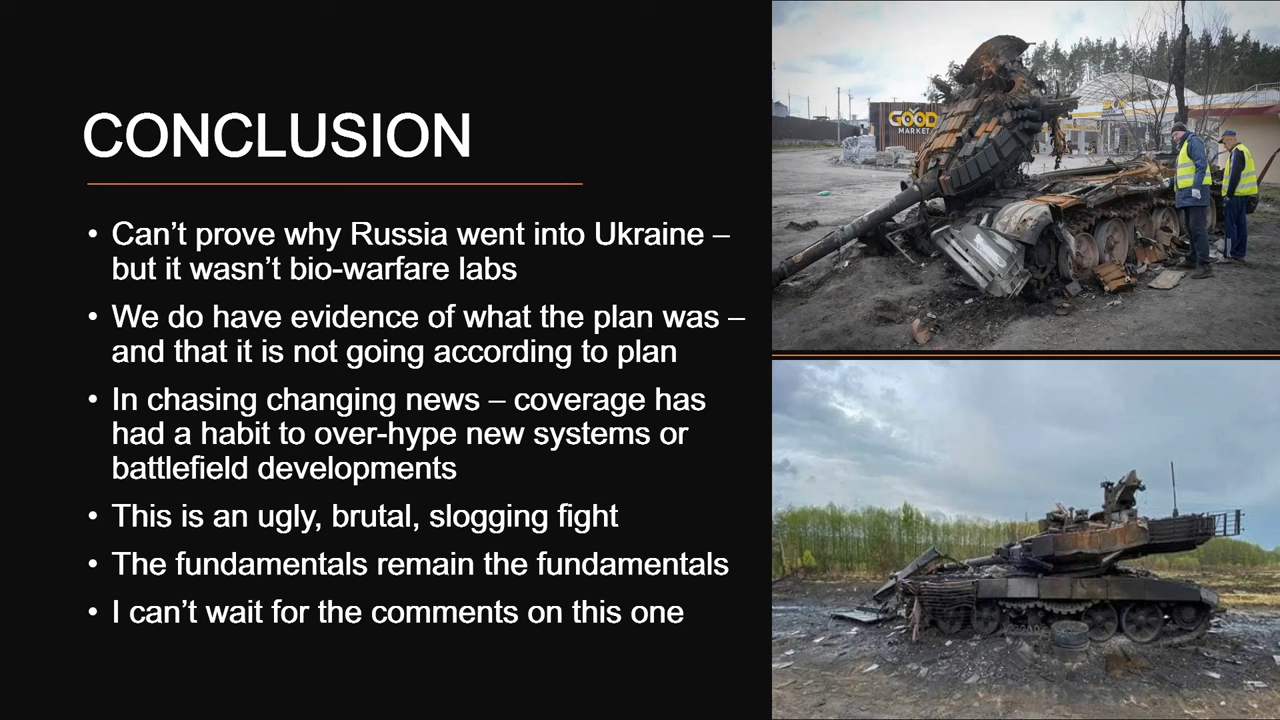 CONCLUSION
• Can’t prove why Russia went into Ukraine –
but it wasn’t bio-warfare labs
• We do have evidence of what the plan was –
and that it is not going according to plan
• In chasing changing news – coverage has
had a habit to over-hype new systems or
battlefield developments
• This is an ugly, brutal, slogging fight
• The fundamentals remain the fundamentals
• I can’t wait for the comments on this one
GOOD
MARKET